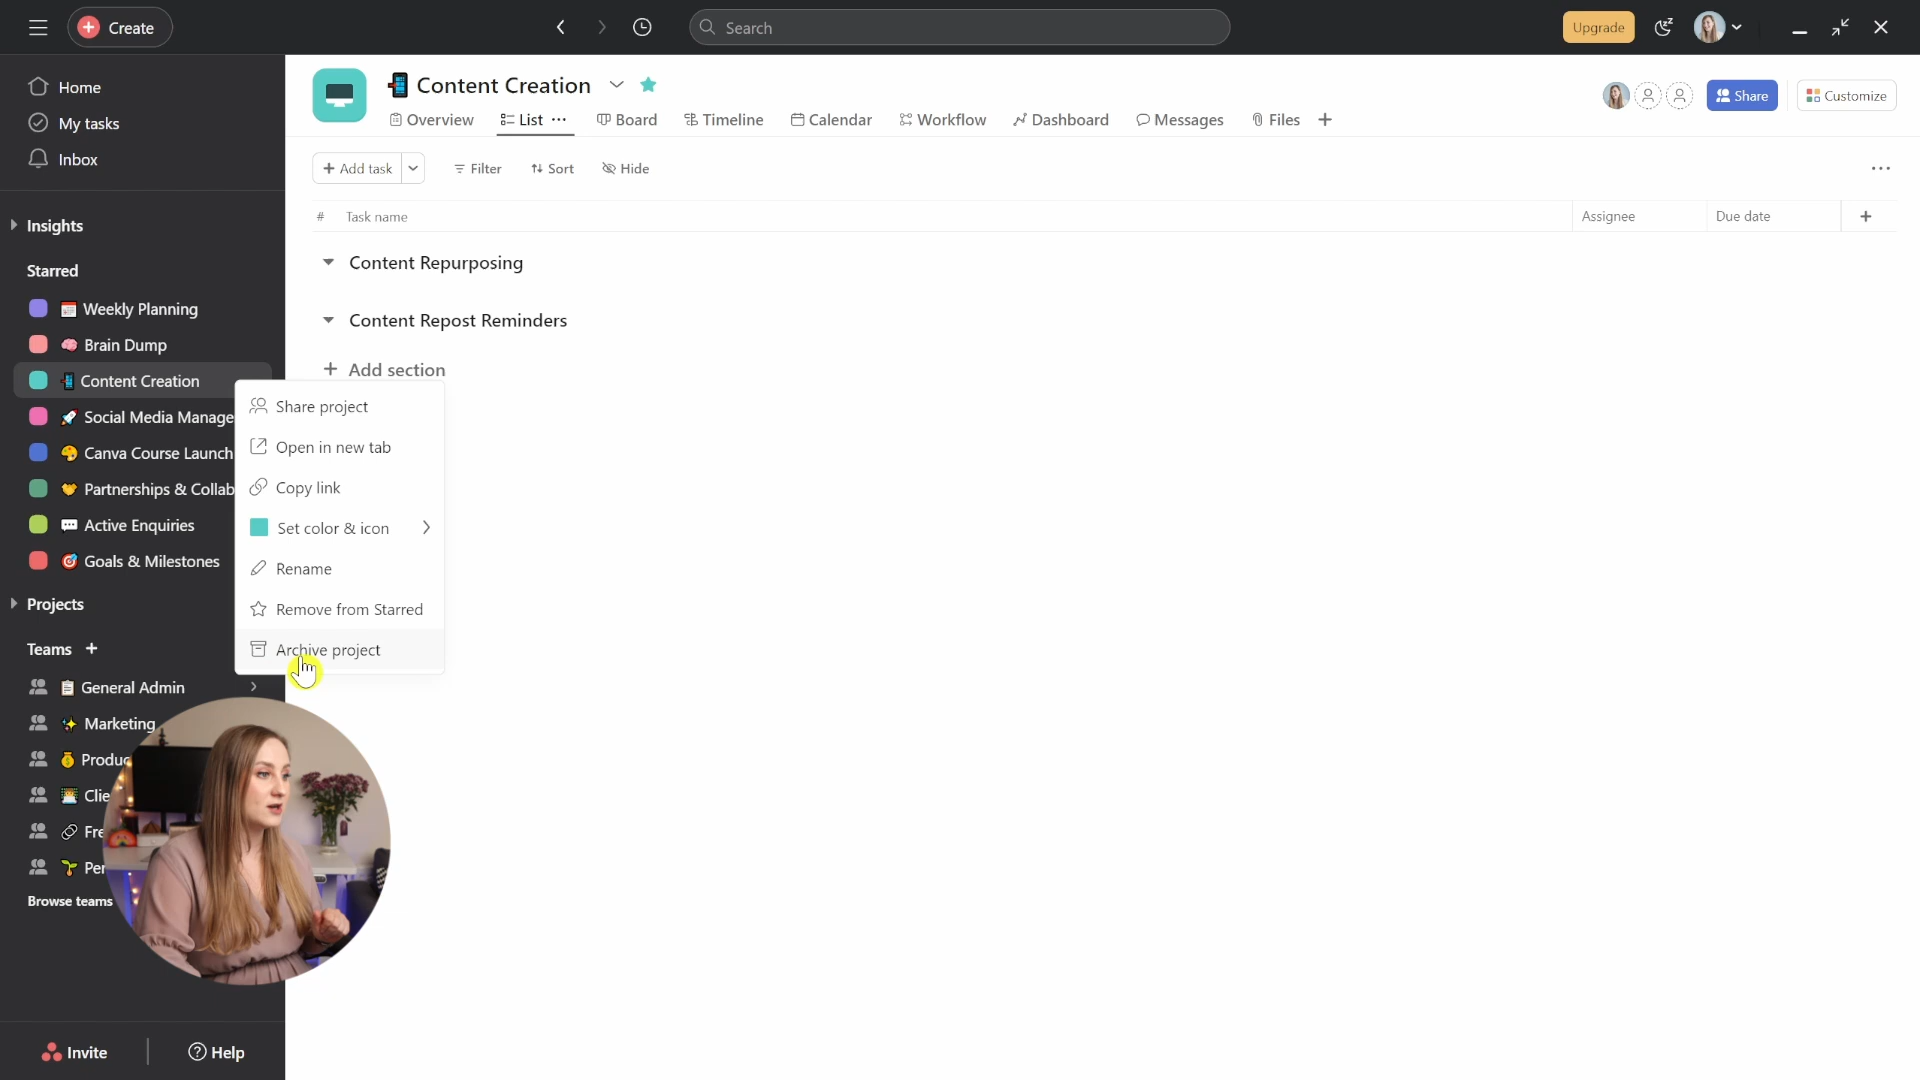 Create
Search
Upgrade
Home
My tasks
Inbox
Insights
Starred
Weekly Planning
Brain Dump
Content Creation
Social Media Manage
Canva Course Launch
Partnerships & Collab
Active Enquiries
Goals & Milestones
Projects
Teams +
General Admin
Marketing
Produc
Clie
Fre
Per
Browse teams
Invite
Help
Content Creation
Share
Customize
Overview List Board Timeline Calendar Workflow Dashboard Messages Files +
+ Add task
Filter
Sort
Hide
# Task name Assignee Due date +
Content Repurposing
Content Repost Reminders
+ Add section
Share project
Open in new tab
Copy link
Set color & icon
Rename
Remove from Starred
Archive project